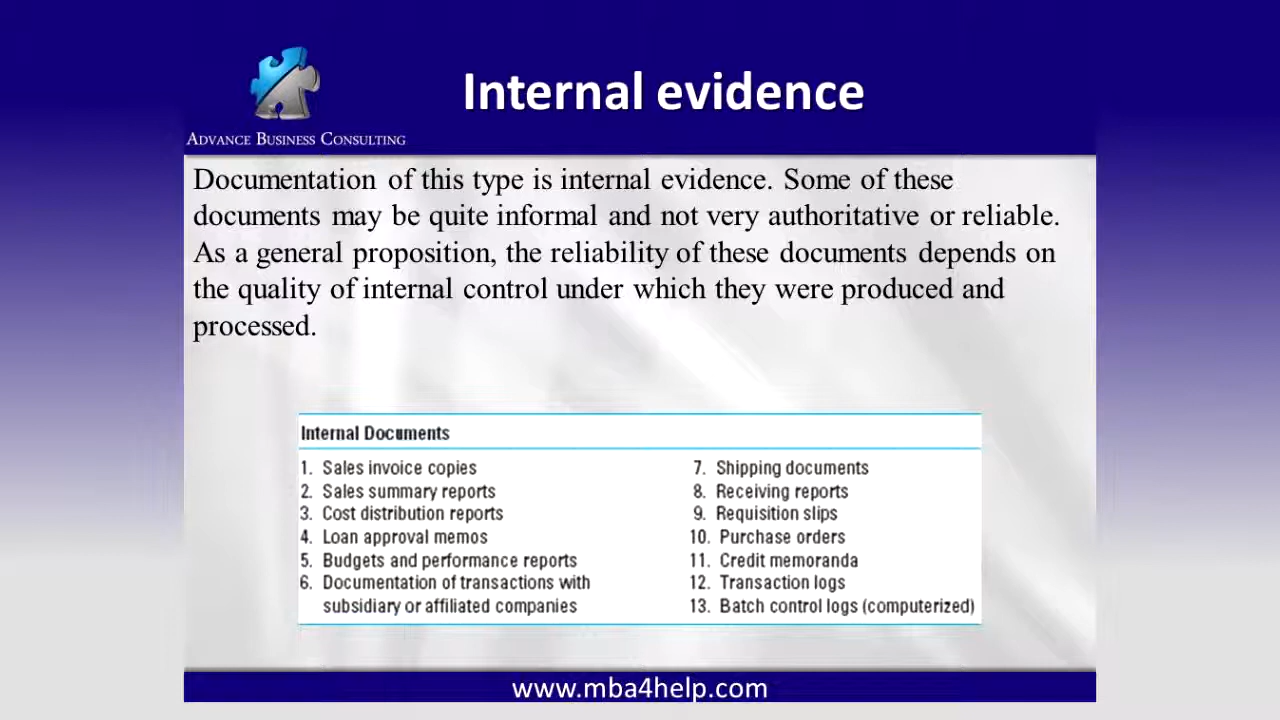 Internal evidence
ADVANCE BUSINESS CONSULTING
Documentation of this type is internal evidence. Some of these
documents may be quite informal and not very authoritative or reliable.
As a general proposition, the reliability of these documents depends on
the quality of internal control under which they were produced and
processed.
Internal Documents
1. Sales invoice copies
2. Sales summary reports
3. Cost distribution reports
4. Loan approval memos
5. Budgets and performance reports
6. Documentation of transactions with
subsidiary or affiliated companies
7. Shipping documents
8. Receiving reports
9. Requisition slips
10. Purchase orders
11. Credit memoranda
12. Transaction logs
13. Batch control logs (computerized)
www.mba4help.com